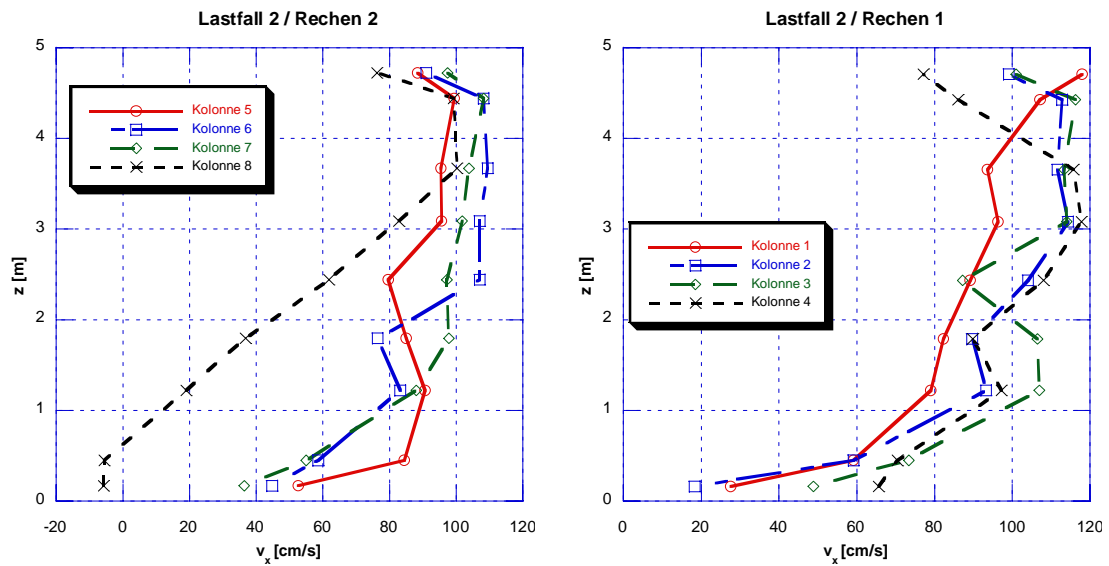 Lastfall 2 / Rechen 2
5
4
3
2
1
0
z [m]
Kolonne 5
Kolonne 6
Kolonne 7
Kolonne 8
-20 0 20 40 60 80 100 120
v_x [cm/s]
Lastfall 2 / Rechen 1
5
4
3
2
1
0
z [m]
Kolonne 1
Kolonne 2
Kolonne 3
Kolonne 4
0 20 40 60 80 100 120
v_x [cm/s]